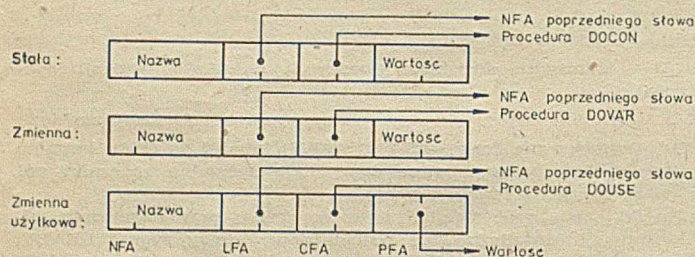 NFA poprzedniego słowa
Procedura DOCON
Stała :
Nazwa
Wartosc
NFA poprzedniego słowa
Procedura DOVAR
Zmienna :
Nazwa
Wartosc
NFA poprzedniego słowa
Procedura DOUSE
Zmienna
użytkowa :
Nazwa
NFA LFA CFA PFA Wartosc